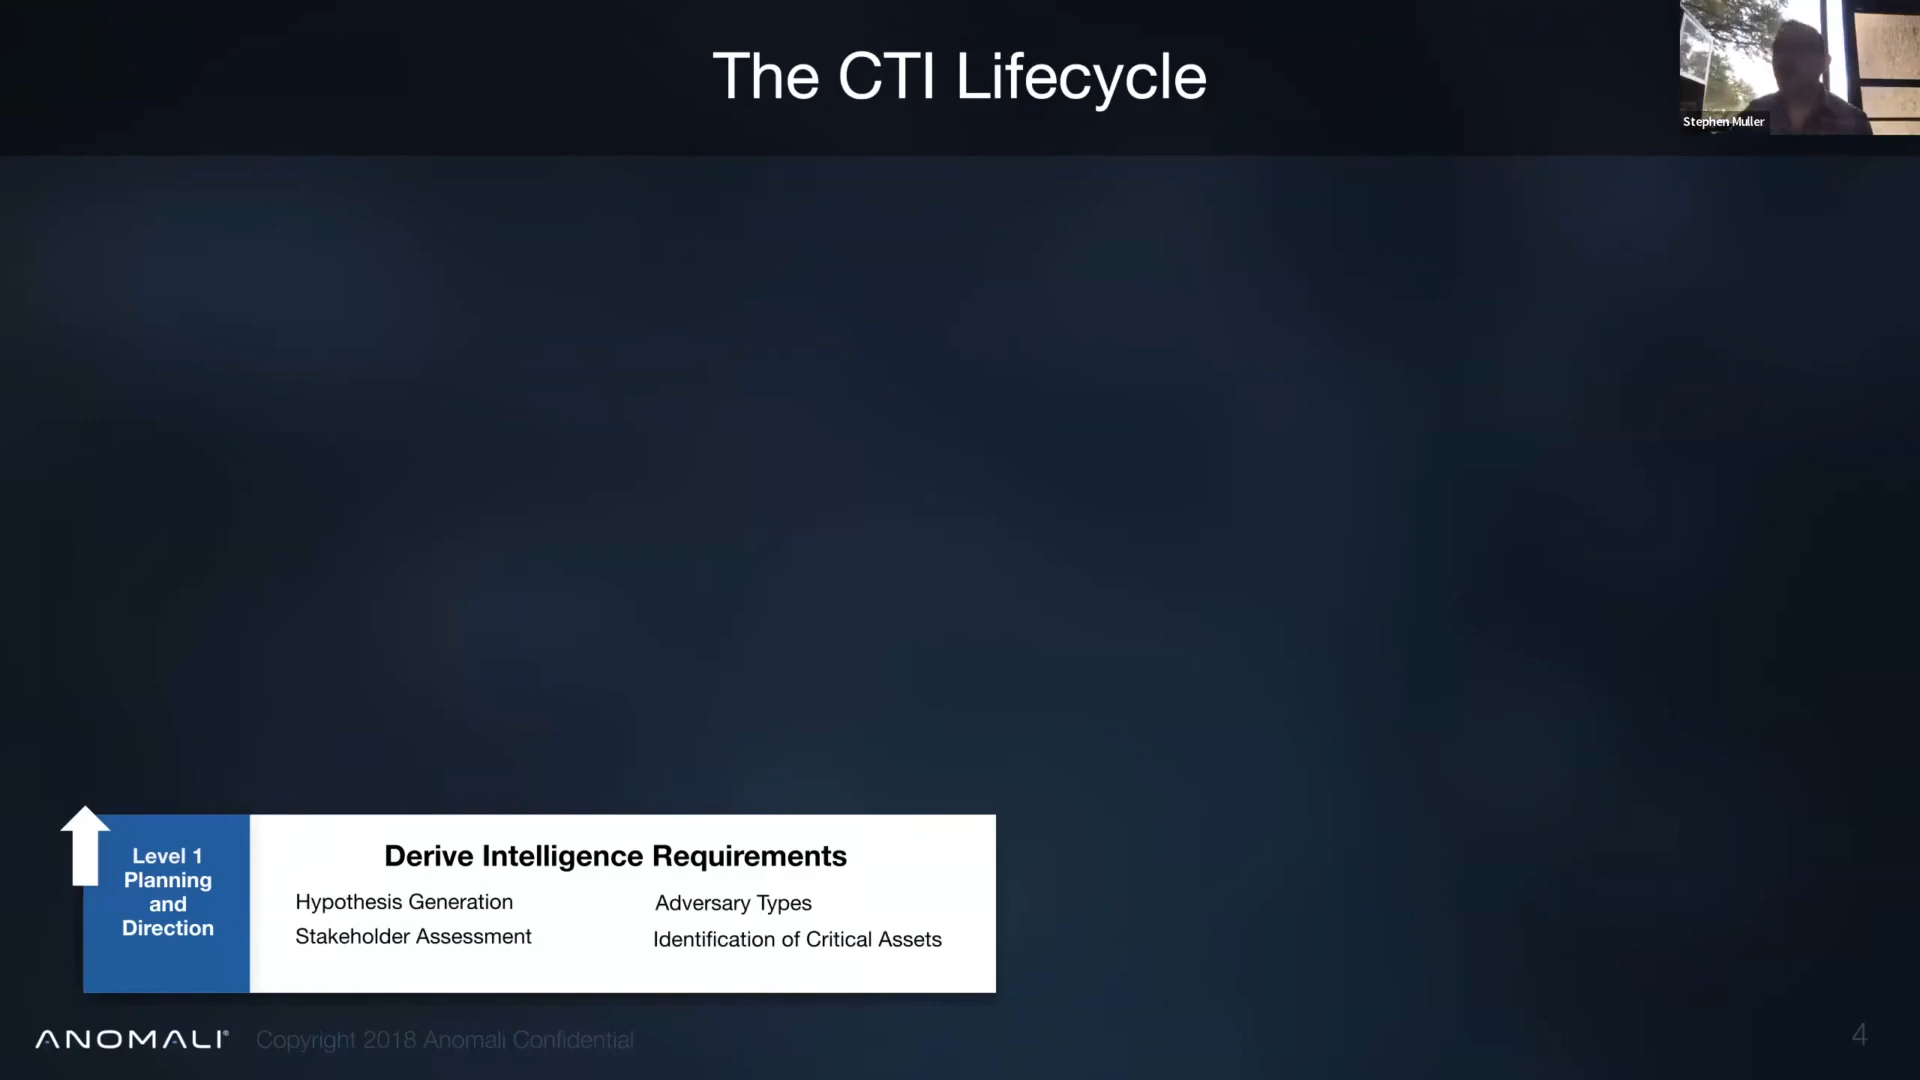 The CTI Lifecycle
Stephen Muller
Level 1
Planning
and
Direction
Derive Intelligence Requirements
Hypothesis Generation
Adversary Types
Stakeholder Assessment
Identification of Critical Assets
ANOMALI®
Copyright 2018 Anomali Confidential
4